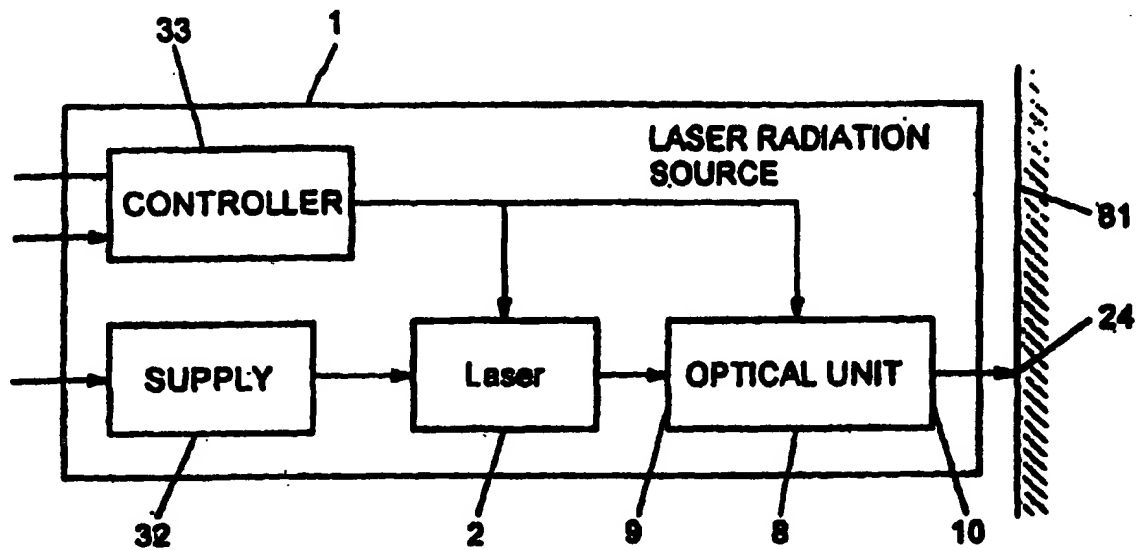 33
1
LASER RADIATION
SOURCE
CONTROLLER
81
24
SUPPLY
Laser
OPTICAL UNIT
32
2
9
8
10